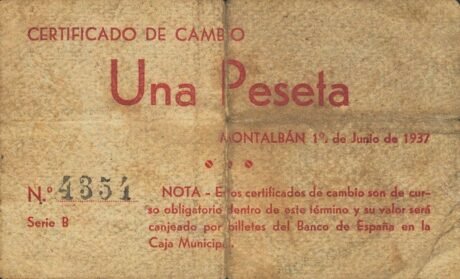 CERTIFICADO DE CAMBIO
Una Peseta
MONTALBÁN 1º, de Junio de 1937
N.º 4354
Serie B
NOTA - Estos certificados de cambio son de cur-
so obligatorio dentro de este término y su valor será
canjeado por billetes del Banco de España en la
Caja Municipal.